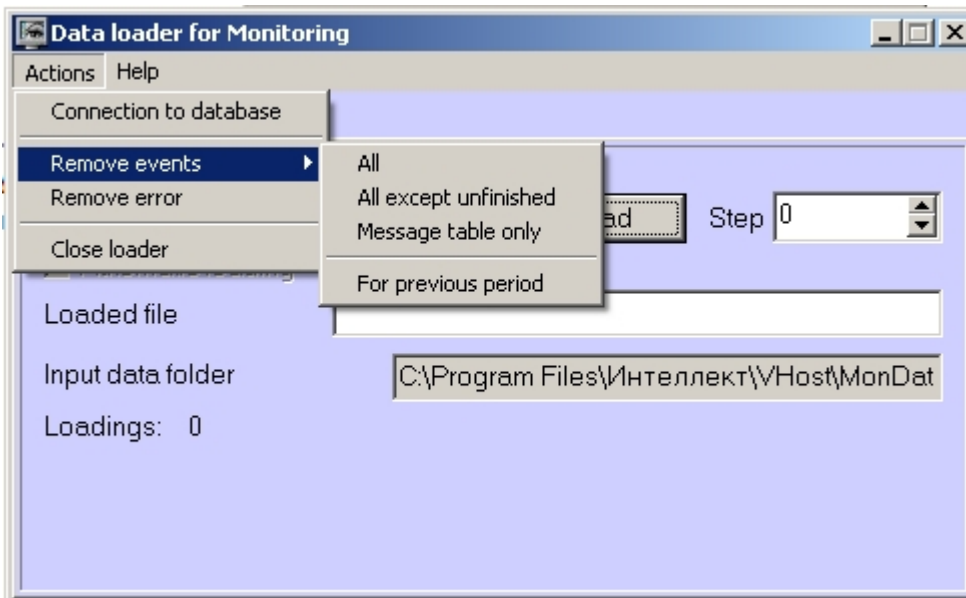 Data loader for Monitoring
Actions Help
Connection to database
Remove events
Remove error
Close loader
All
All except unfinished
Message table only
For previous period
Step 0
Loaded file
Input data folder C:\Program Files\Интеллект\VHost\MonDat
Loadings: 0